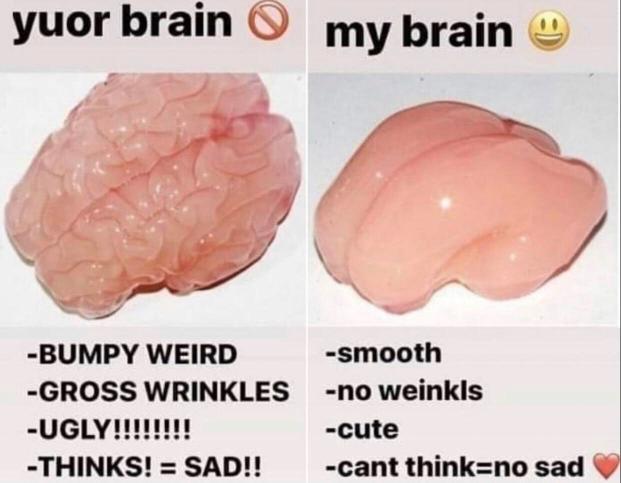 yuor brain 🚫
my brain 😃
-BUMPY WEIRD
-GROSS WRINKLES
-UGLY!!!!!!!!
-THINKS! = SAD!!
-smooth
-no weinkls
-cute
-cant think=no sad ❤️